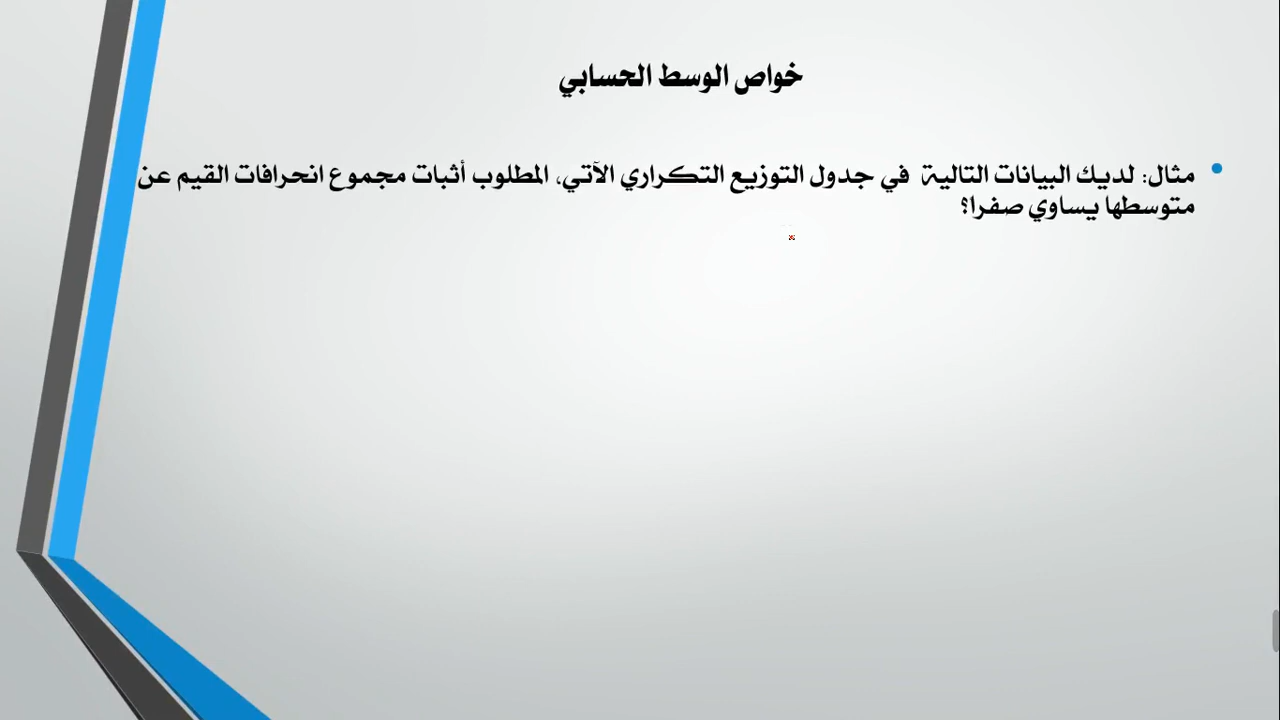 خواص الوسط الحسابي
مثال: لديك البيانات التالية في جدول التوزيع التكراري الآتي، المطلوب أثبات مجموع انحرافات القيم عن
متوسطها يساوي صفرا؟